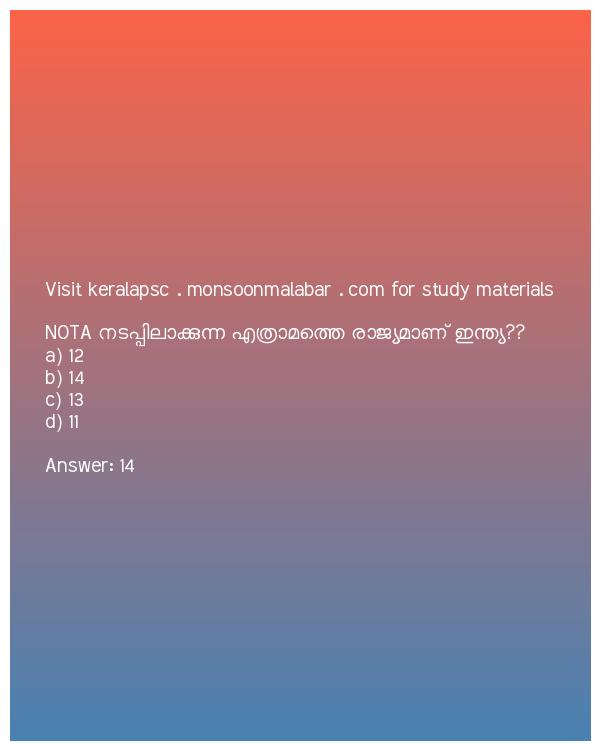 Visit keralapsc . monsoonmalabar . com for study materials
NOTA നടപ്പിലാക്കുന്ന എത്രാമത്തെ രാജ്യമാണ് ഇന്ത്യ??
a) 12
b) 14
c) 13
d) 11
Answer: 14